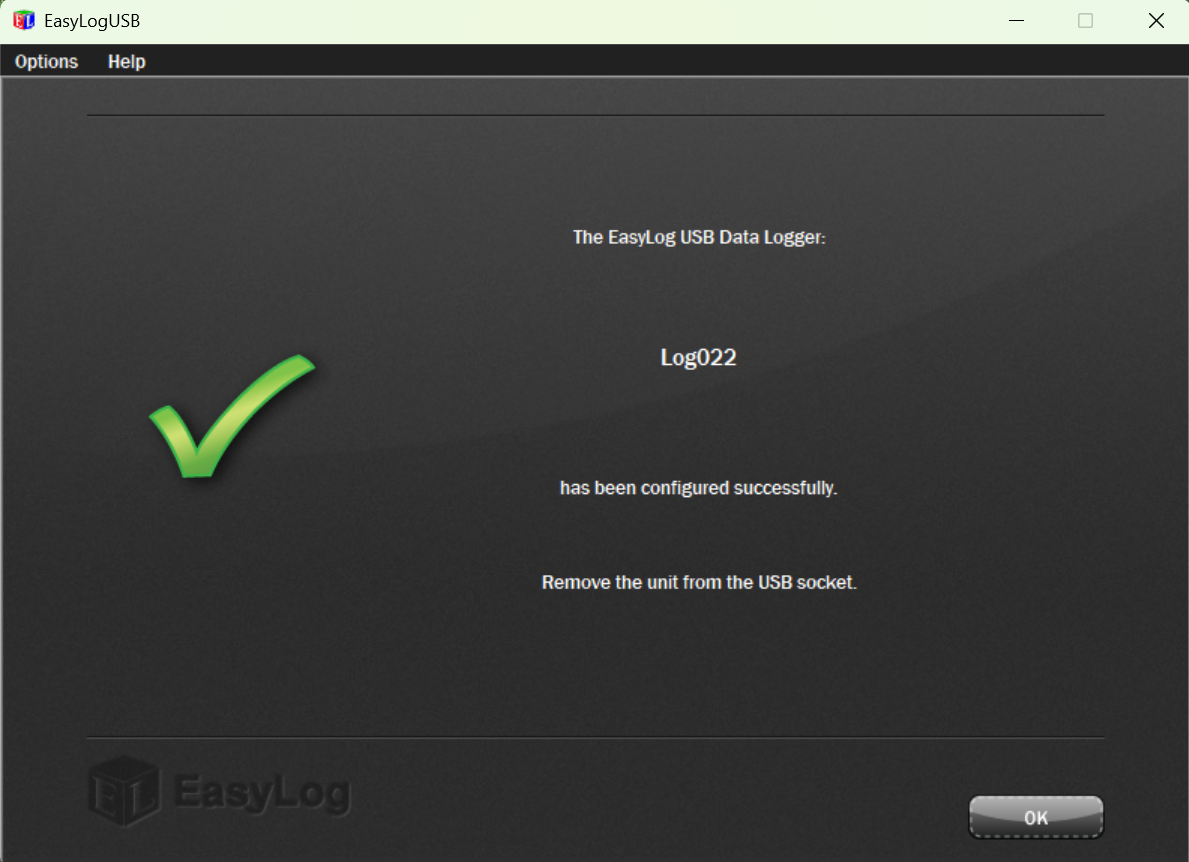 EasyLogUSB
Options Help
The EasyLog USB Data Logger:
Log022
has been configured successfully.
Remove the unit from the USB socket.
EL EasyLog
OK